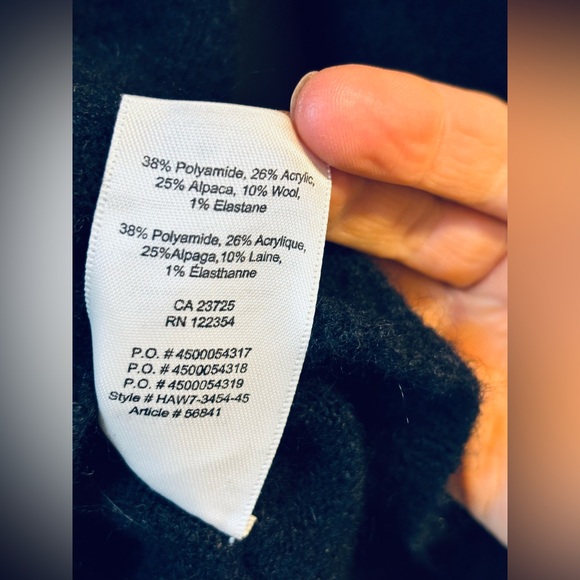 38% Polyamide, 26% Acrylic,
25% Alpaca, 10% Wool,
1% Elastane
38% Polyamide, 26% Acrylique,
25%Alpaga,10% Laine,
1% Élasthanne
CA 23725
RN 122354
P.O. # 4500054317
P.O. # 4500054318
P.O. # 4500054319
Style # HAW7-3454-45
Article # 56841